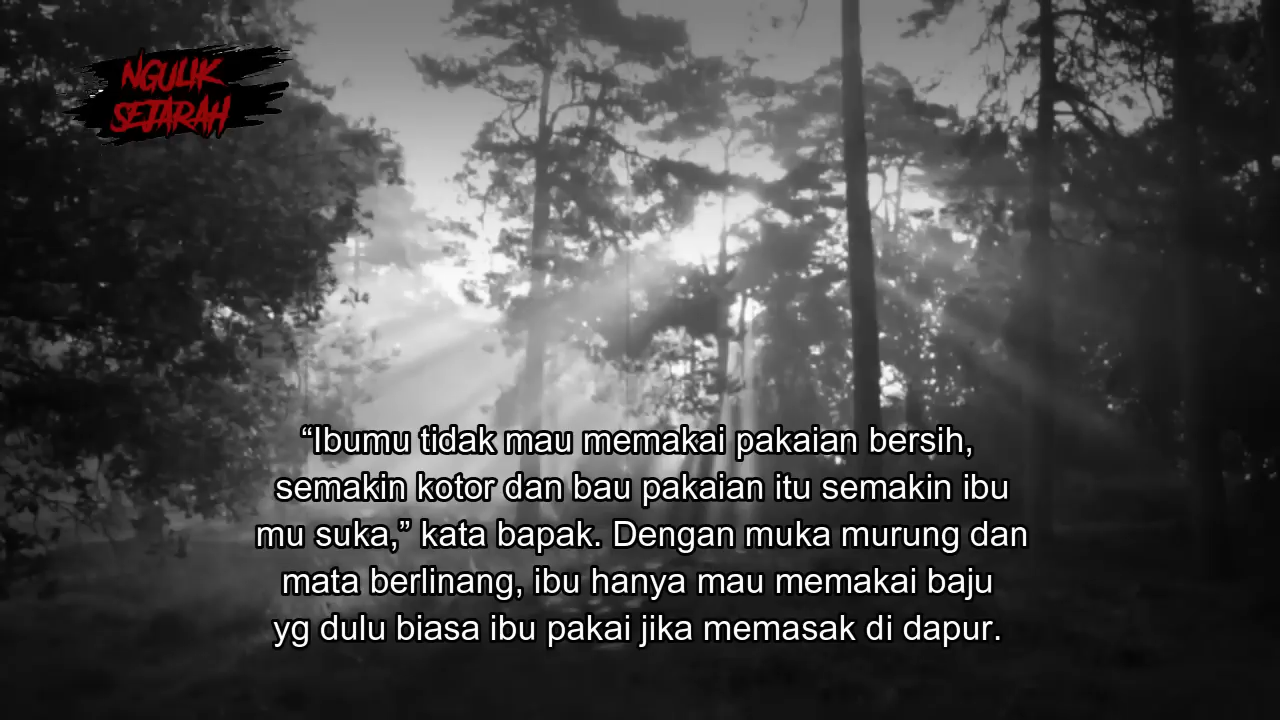 NGULIK
SEJARAH
“Ibumu tidak mau memakai pakaian bersih,
semakin kotor dan bau pakaian itu semakin ibu
mu suka,” kata bapak. Dengan muka murung dan
mata berlinang, ibu hanya mau memakai baju
yg dulu biasa ibu pakai jika memasak di dapur.